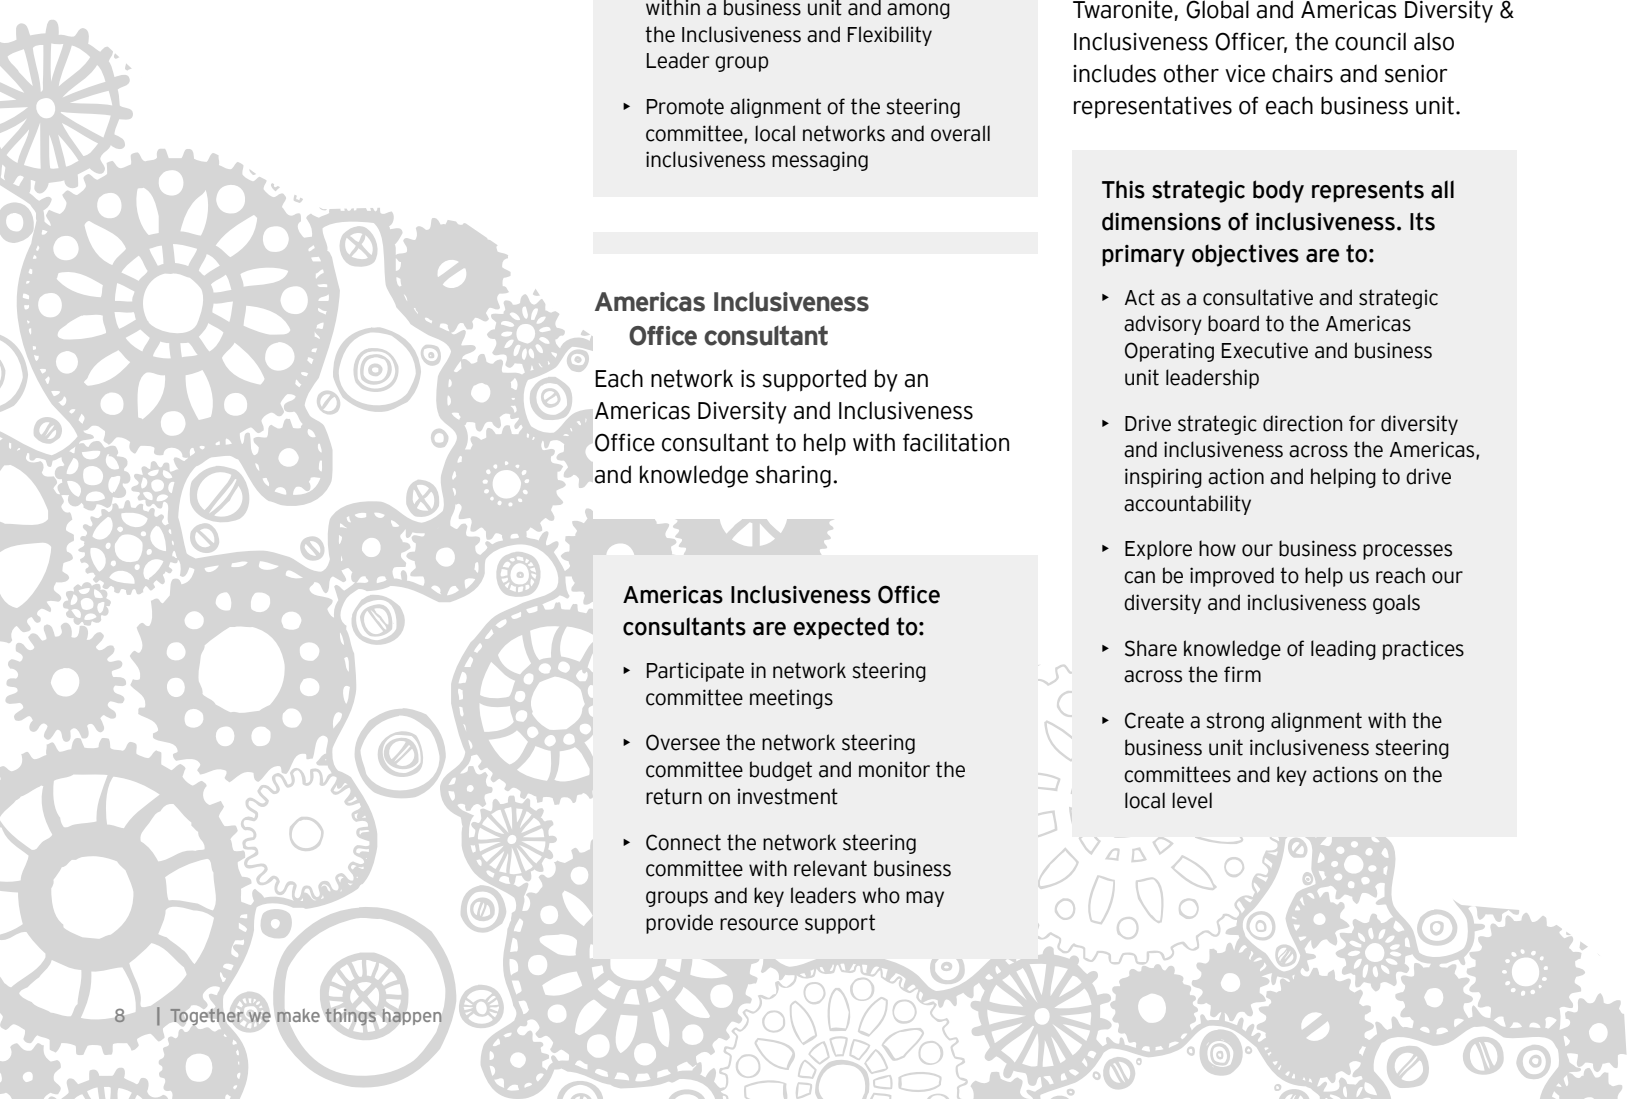 within a business unit and among
the Inclusiveness and Flexibility
Leader group
‣ Promote alignment of the steering
committee, local networks and overall
inclusiveness messaging
Americas Inclusiveness
Office consultant
Each network is supported by an
Americas Diversity and Inclusiveness
Office consultant to help with facilitation
and knowledge sharing.
Americas Inclusiveness Office
consultants are expected to:
‣ Participate in network steering
committee meetings
‣ Oversee the network steering
committee budget and monitor the
return on investment
‣ Connect the network steering
committee with relevant business
groups and key leaders who may
provide resource support
Twaronite, Global and Americas Diversity &
Inclusiveness Officer, the council also
includes other vice chairs and senior
representatives of each business unit.
This strategic body represents all
dimensions of inclusiveness. Its
primary objectives are to:
‣ Act as a consultative and strategic
advisory board to the Americas
Operating Executive and business
unit leadership
‣ Drive strategic direction for diversity
and inclusiveness across the Americas,
inspiring action and helping to drive
accountability
‣ Explore how our business processes
can be improved to help us reach our
diversity and inclusiveness goals
‣ Share knowledge of leading practices
across the firm
‣ Create a strong alignment with the
business unit inclusiveness steering
committees and key actions on the
local level
8 | Together we make things happen